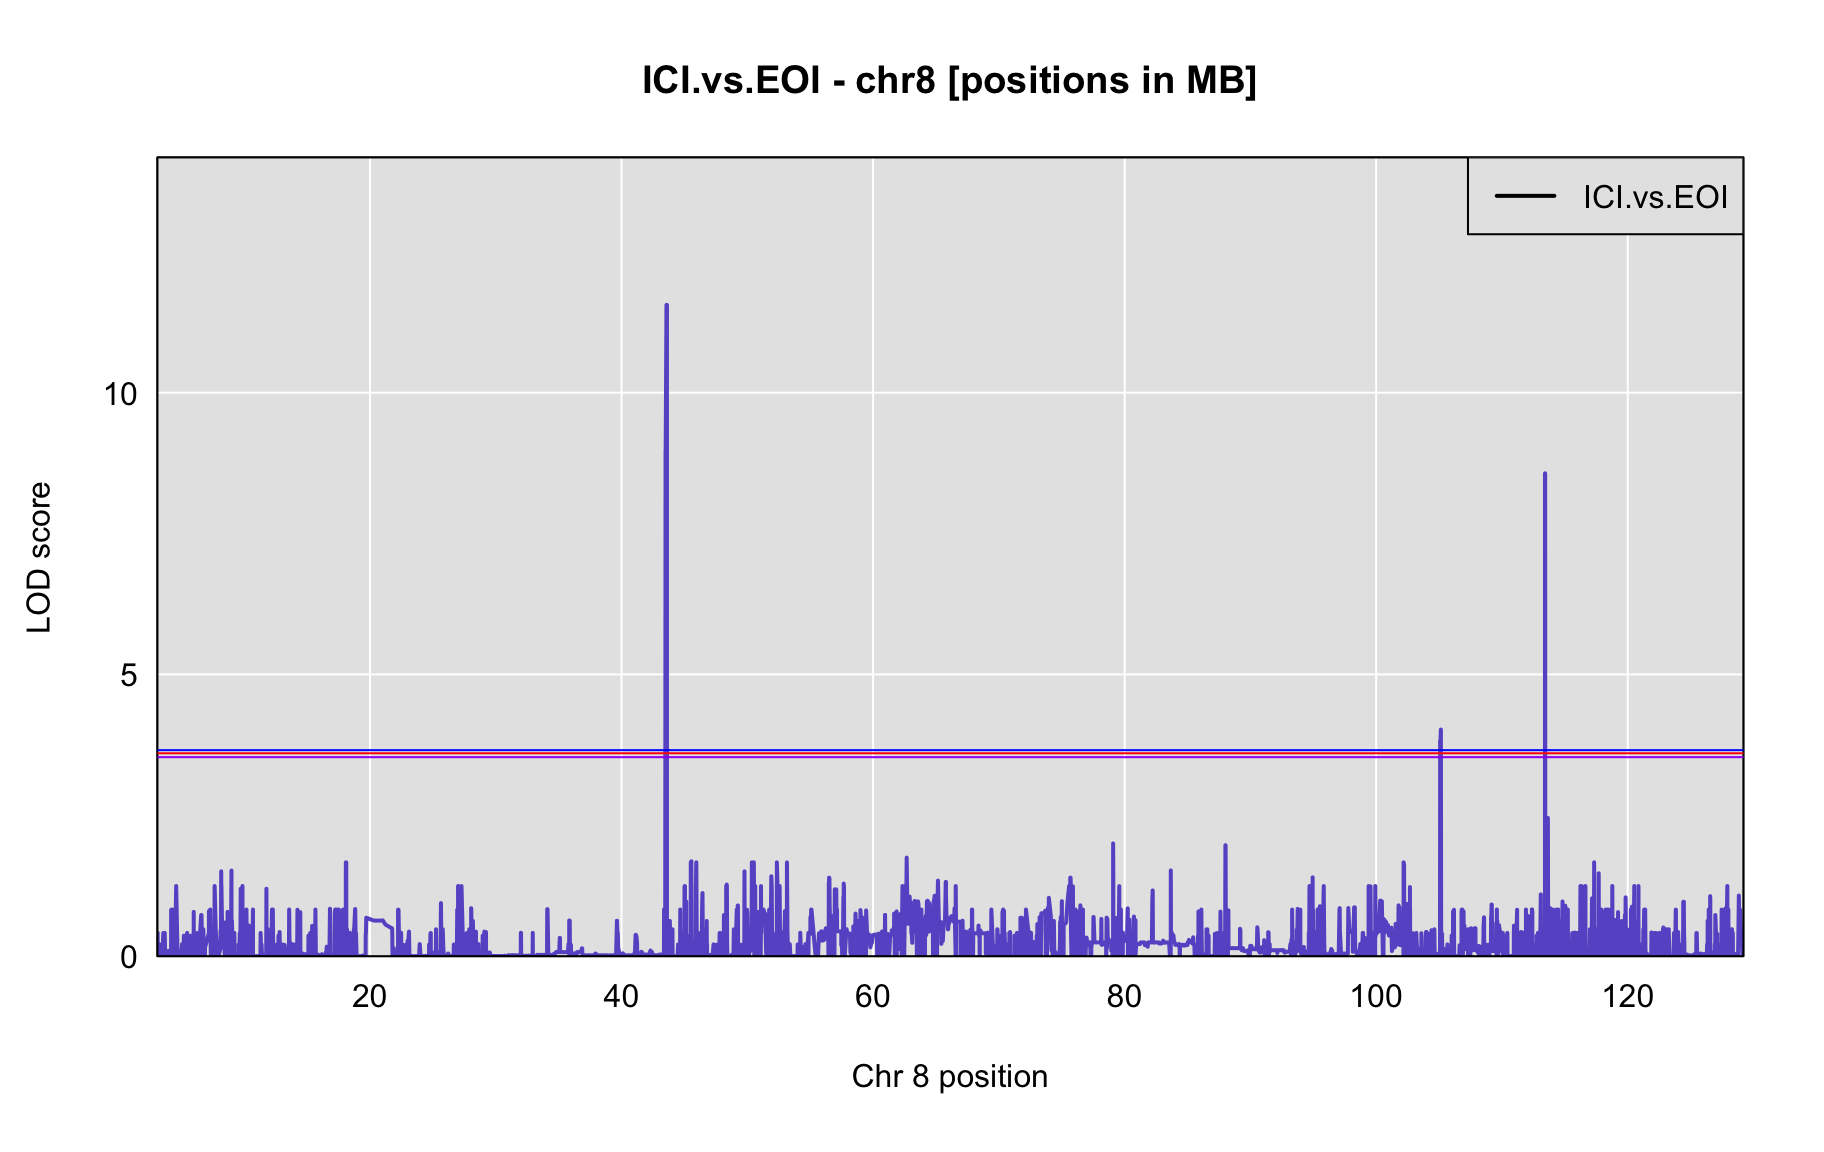 ICI.vs.EOI - chr8 [positions in MB]
ICI.vs.EOI
10
5
0
LOD score
20 40 60 80 100 120
Chr 8 position